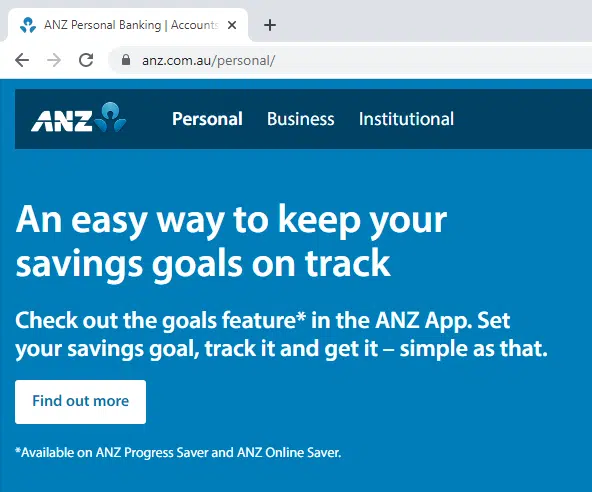 ANZ Personal Banking | Accounts
anz.com.au/personal/
ANZ Personal Business Institutional
An easy way to keep your
savings goals on track
Check out the goals feature* in the ANZ App. Set
your savings goal, track it and get it – simple as that.
Find out more
*Available on ANZ Progress Saver and ANZ Online Saver.